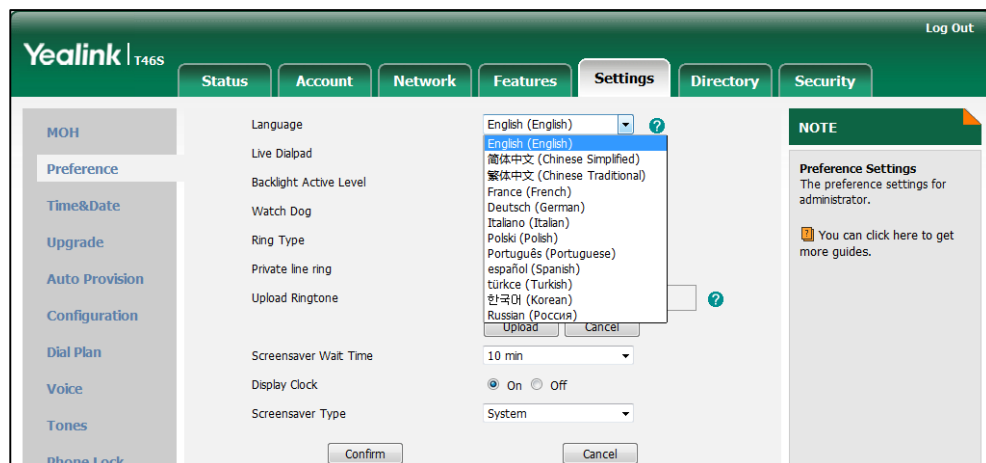 Log Out
Yealink T46S
Status Account Network Features Settings Directory Security
MOH
Preference
Time&Date
Upgrade
Auto Provision
Configuration
Dial Plan
Voice
Tones
Phone Lock
Language English (English)
English (English)
简体中文 (Chinese Simplified)
繁体中文 (Chinese Traditional)
France (French)
Deutsch (German)
Italiano (Italian)
Polski (Polish)
Português (Portuguese)
español (Spanish)
türkce (Turkish)
한국어 (Korean)
Russian (Россия)
Live Dialpad
Backlight Active Level
Watch Dog
Ring Type
Private line ring
Upload Ringtone
Upload Cancel
Screensaver Wait Time 10 min
Display Clock On Off
Screensaver Type System
Confirm Cancel
NOTE
Preference Settings
The preference settings for
administrator.
You can click here to get
more guides.